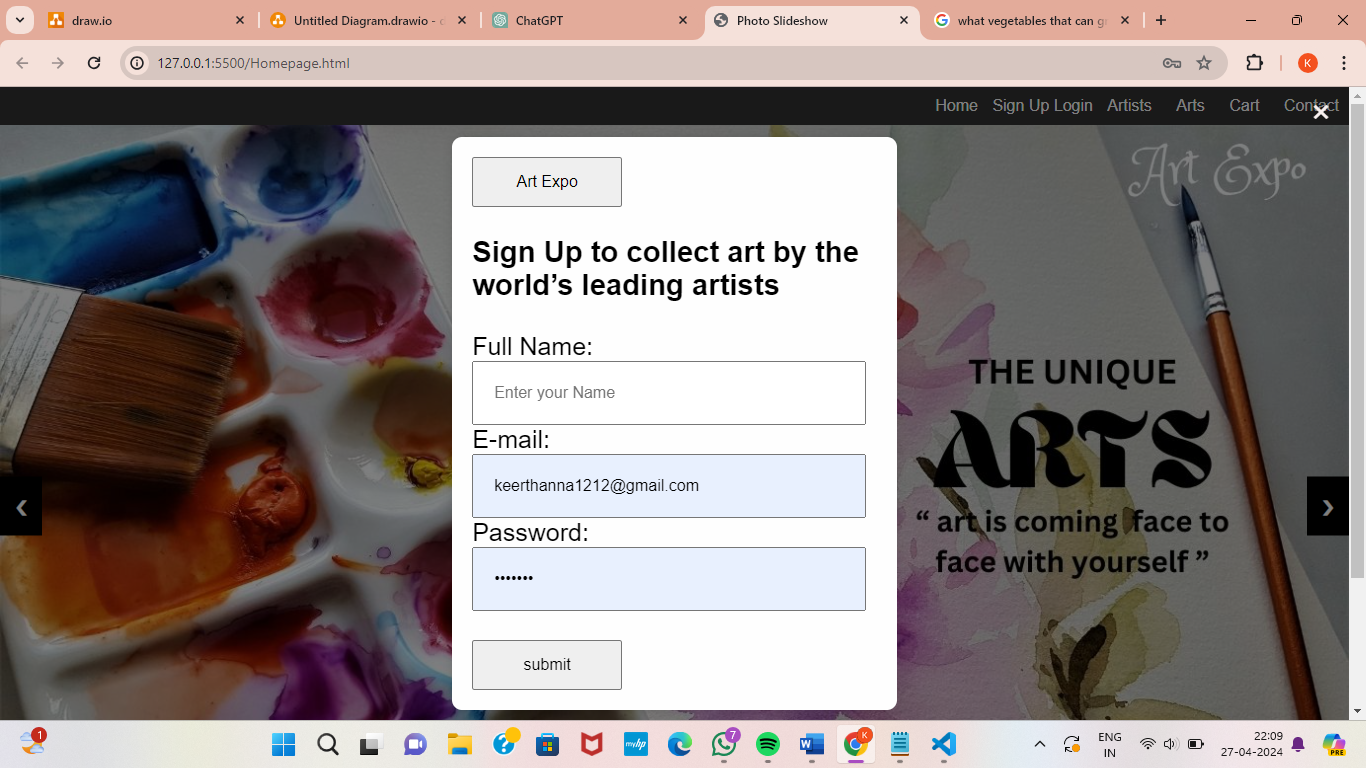 draw.io
Untitled Diagram.drawio - d
ChatGPT
Photo Slideshow
what vegetables that can g
127.0.0.1:5500/Homepage.html
K
Home Sign Up Login Artists Arts Cart Contact
Art Expo
Art Expo
Sign Up to collect art by the
world’s leading artists
Full Name:
Enter your Name
E-mail:
keerthanna1212@gmail.com
Password:
submit
THE UNIQUE
ARTS
“ art is coming face to
face with yourself ”
1
myhp
7
W
K
ENG
IN
22:09
27-04-2024
PRE